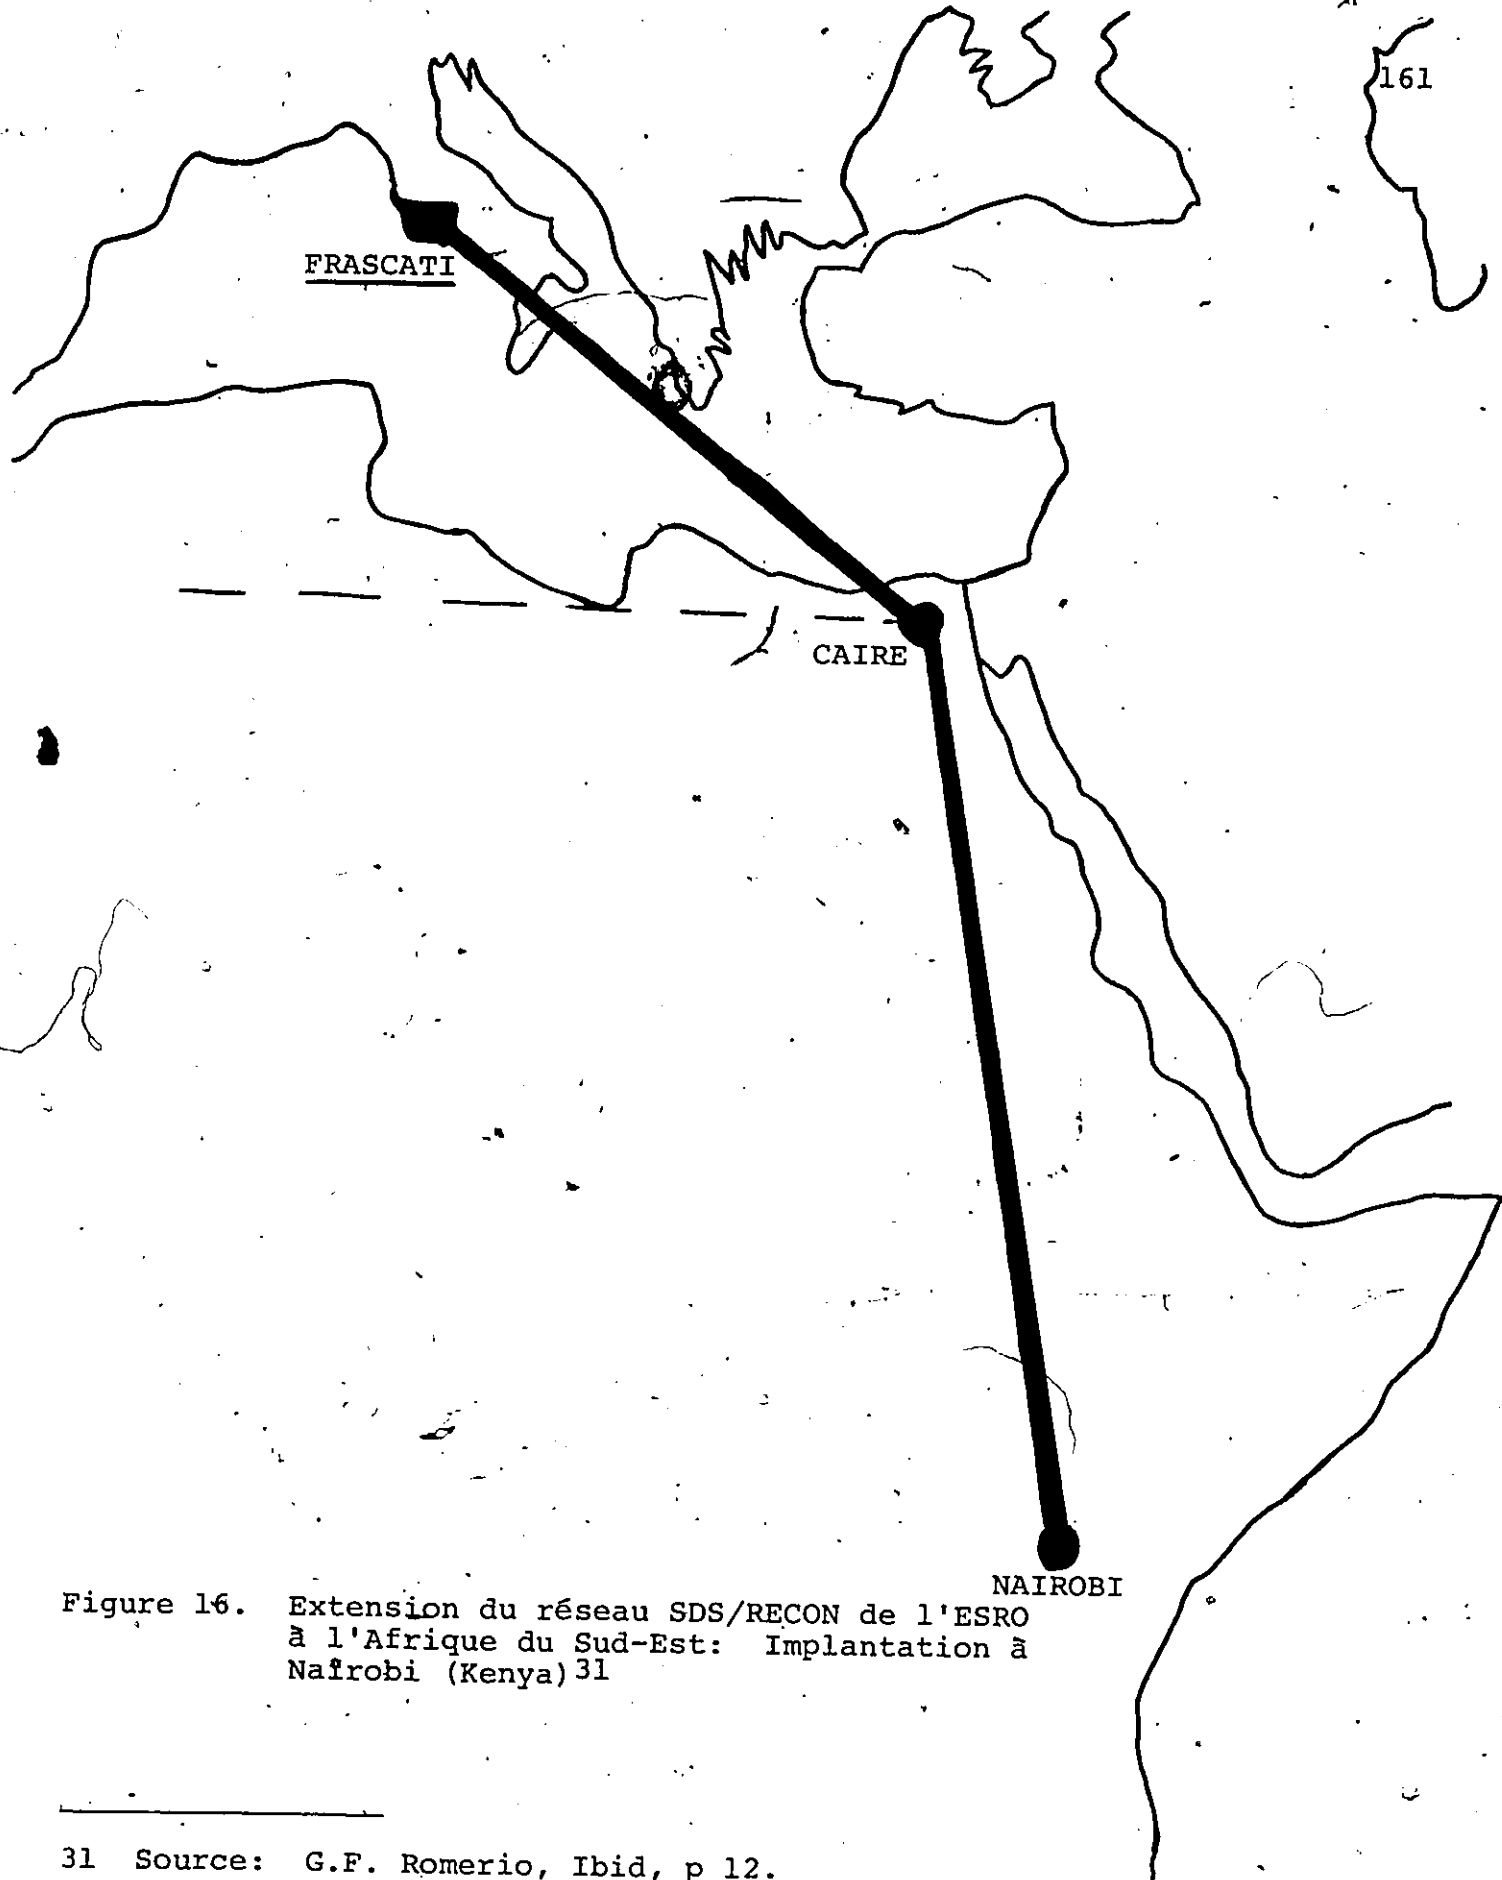 161
FRASCATI
CAIRE
NAIROBI
Figure 16. Extension du réseau SDS/RECON de l'ESRO
à l'Afrique du Sud-Est: Implantation à
Naîrobi (Kenya)31
31 Source: G.F. Romerio, Ibid, p 12.